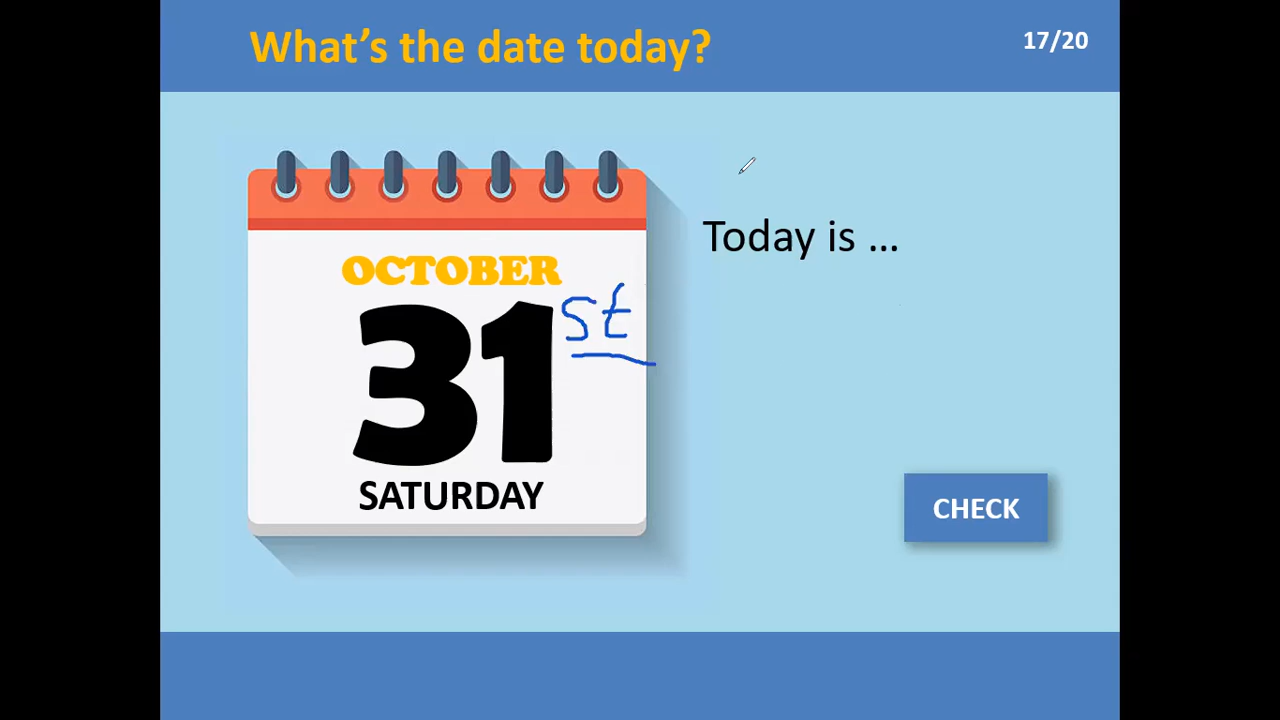 What's the date today?
17/20
Today is ...
OCTOBER
31st
SATURDAY
CHECK